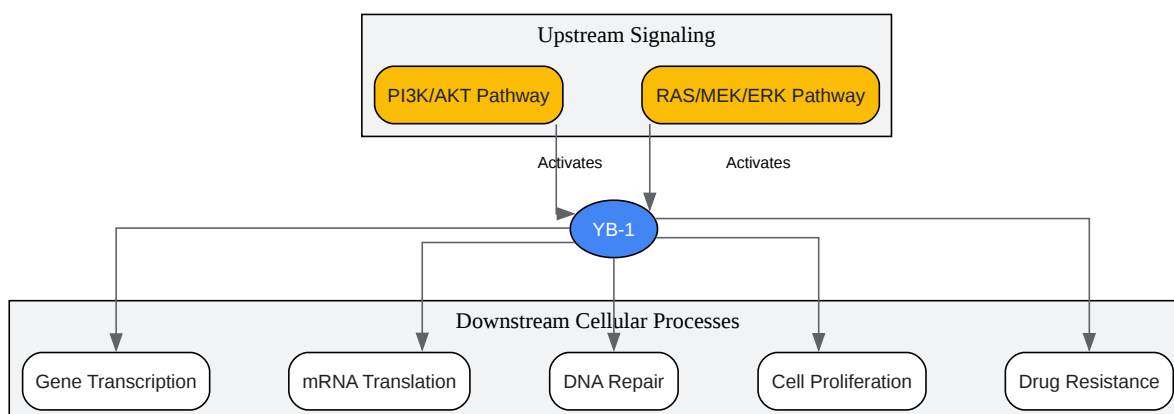 Upstream Signaling
PI3K/AKT Pathway
RAS/MEK/ERK Pathway
Activates
Activates
YB-1
Downstream Cellular Processes
Gene Transcription
mRNA Translation
DNA Repair
Cell Proliferation
Drug Resistance